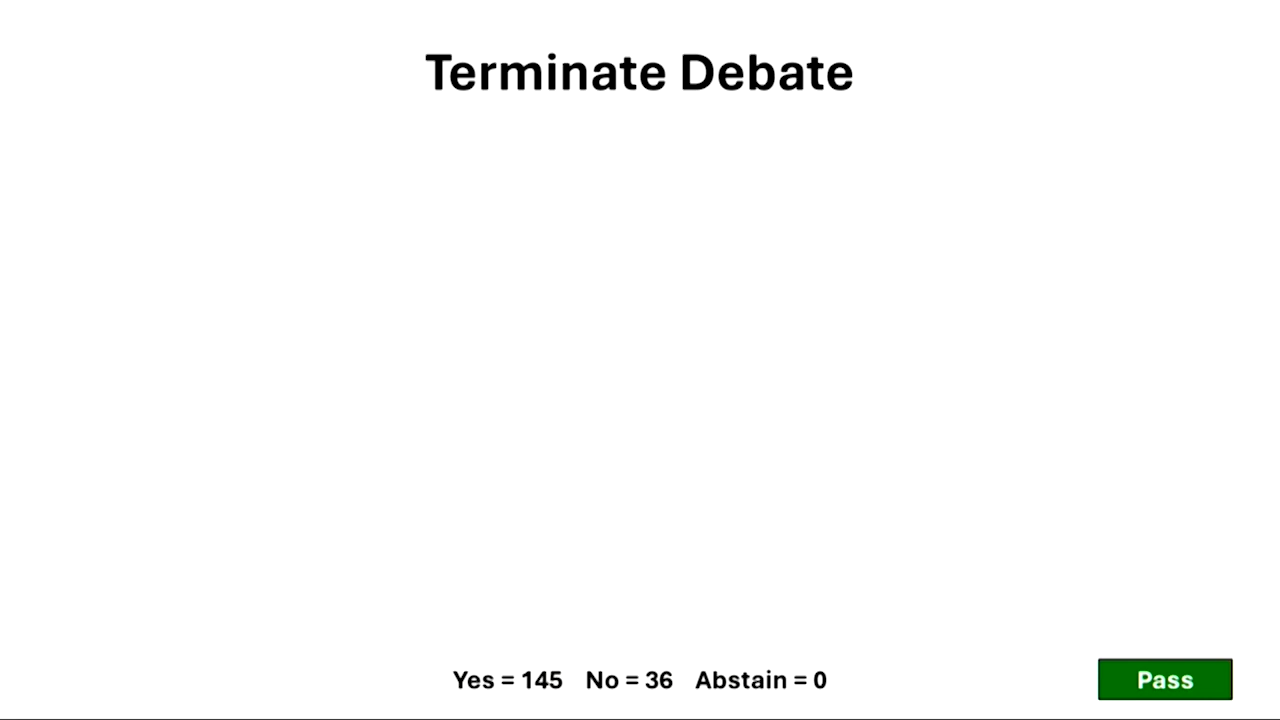 Terminate Debate
Yes = 145 No = 36 Abstain = 0
Pass